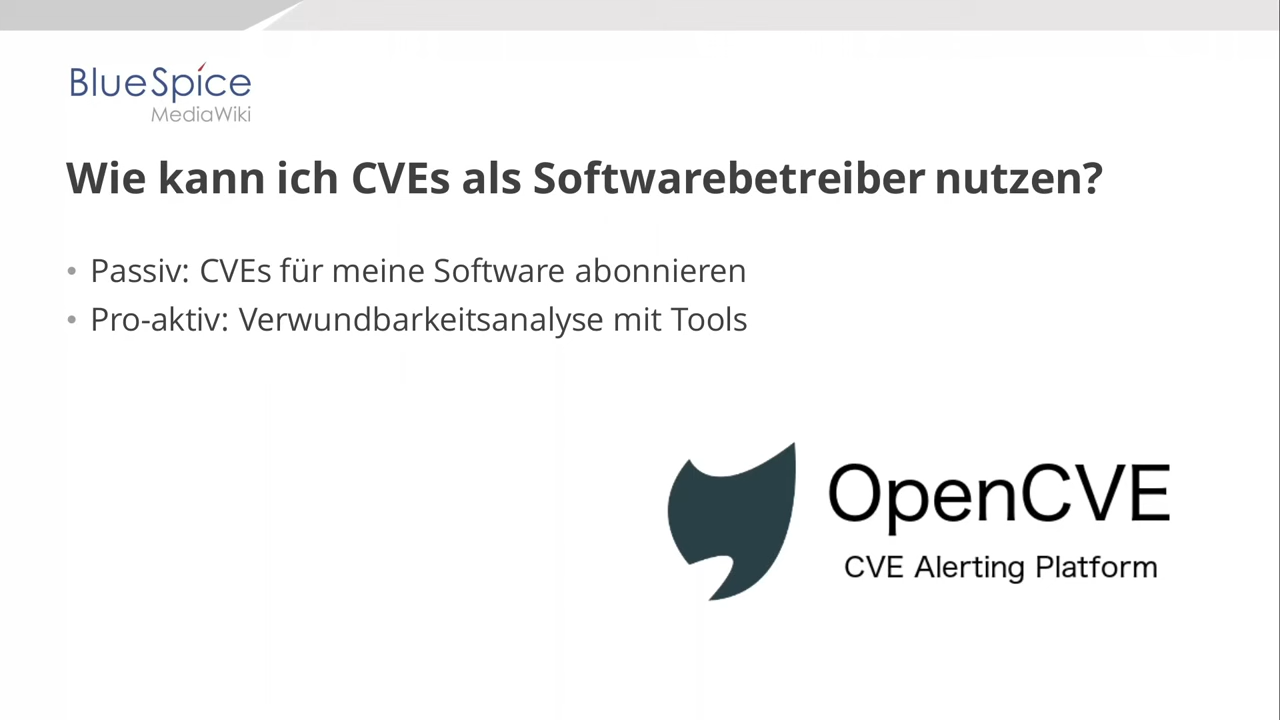 BlueSpice
MediaWiki
Wie kann ich CVEs als Softwarebetreiber nutzen?
• Passiv: CVEs für meine Software abonnieren
• Pro-aktiv: Verwundbarkeitsanalyse mit Tools
OpenCVE
CVE Alerting Platform